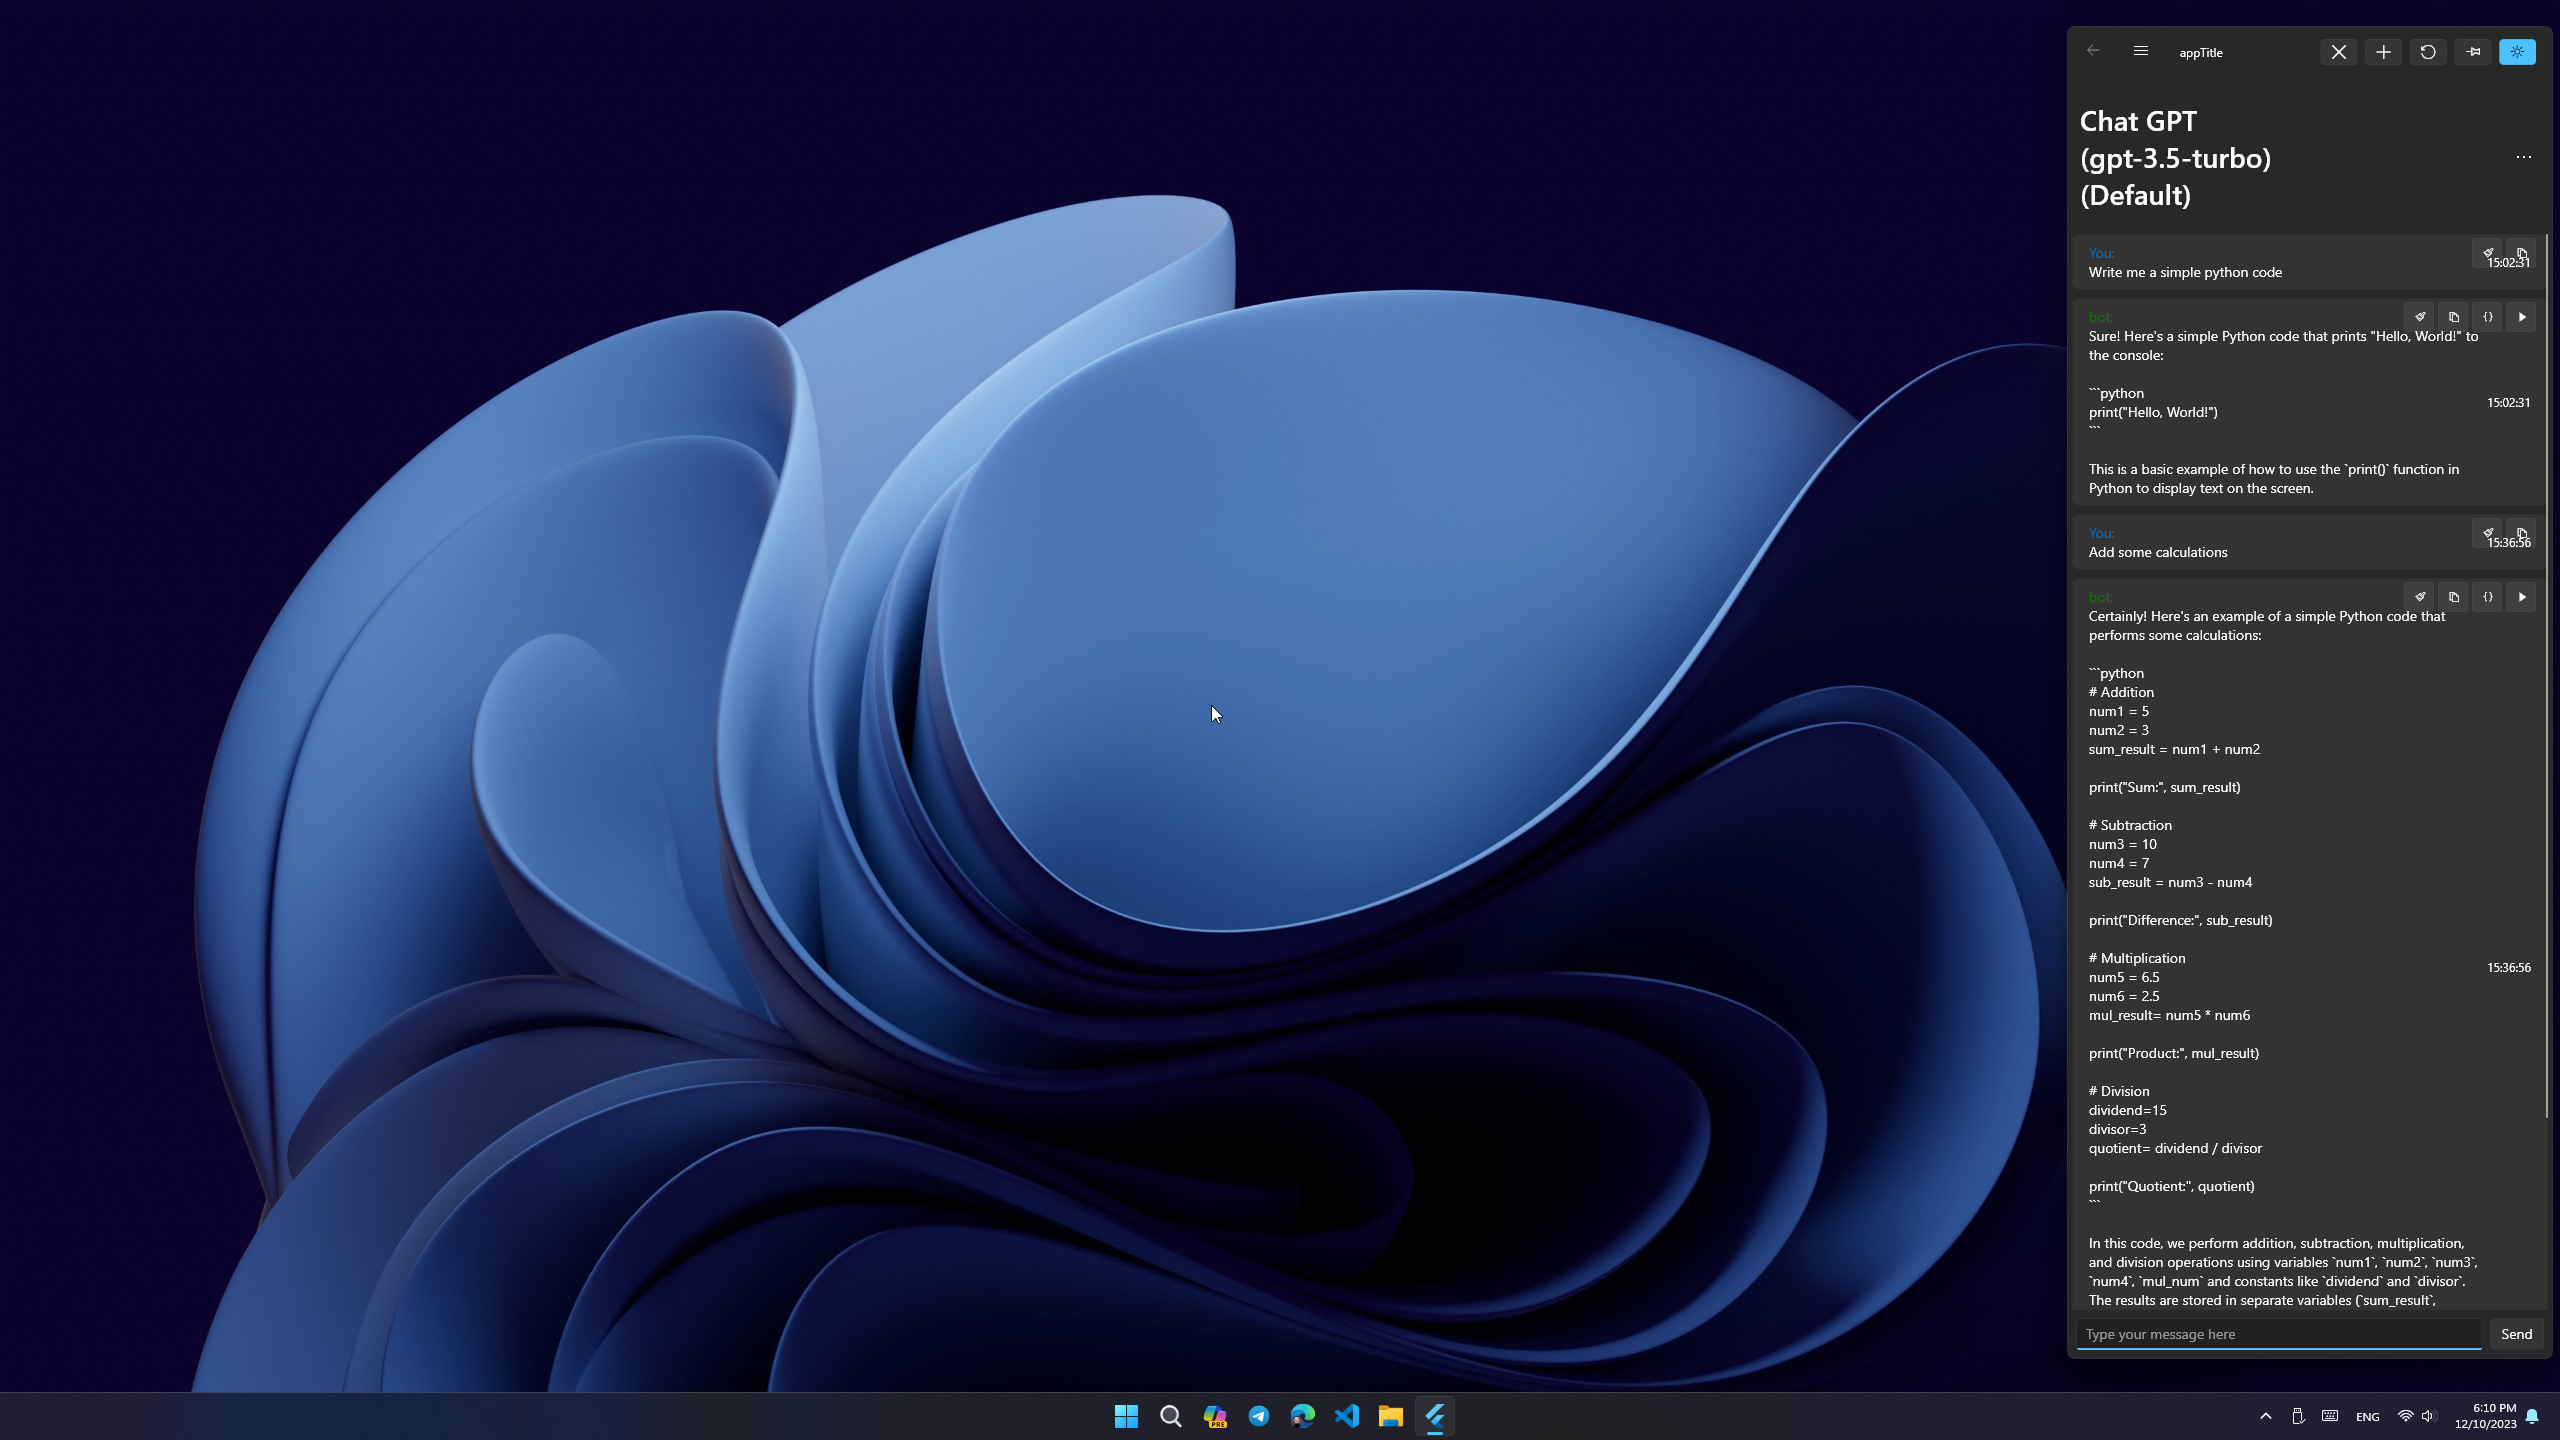 appTitle
Chat GPT
(gpt-3.5-turbo)
(Default)
You:
15:02:31
Write me a simple python code
bot:
Sure! Here's a simple Python code that prints "Hello, World!" to
the console:
```python
15:02:31
print("Hello, World!")
```
This is a basic example of how to use the `print()` function in
Python to display text on the screen.
You:
15:36:56
Add some calculations
bot:
Certainly! Here's an example of a simple Python code that
performs some calculations:
```python
# Addition
num1 = 5
num2 = 3
sum_result = num1 + num2
print("Sum:", sum_result)
# Subtraction
num3 = 10
num4 = 7
sub_result = num3 - num4
print("Difference:", sub_result)
# Multiplication
15:36:56
num5 = 6.5
num6 = 2.5
mul_result= num5 * num6
print("Product:", mul_result)
# Division
dividend=15
divisor=3
quotient= dividend / divisor
print("Quotient:", quotient)
```
In this code, we perform addition, subtraction, multiplication,
and division operations using variables `num1`, `num2`, `num3`,
`num4`, `mul_num` and constants like `dividend` and `divisor`.
The results are stored in separate variables (`sum_result`,
Type your message here
Send
PRE
ENG
6:10 PM
12/10/2023